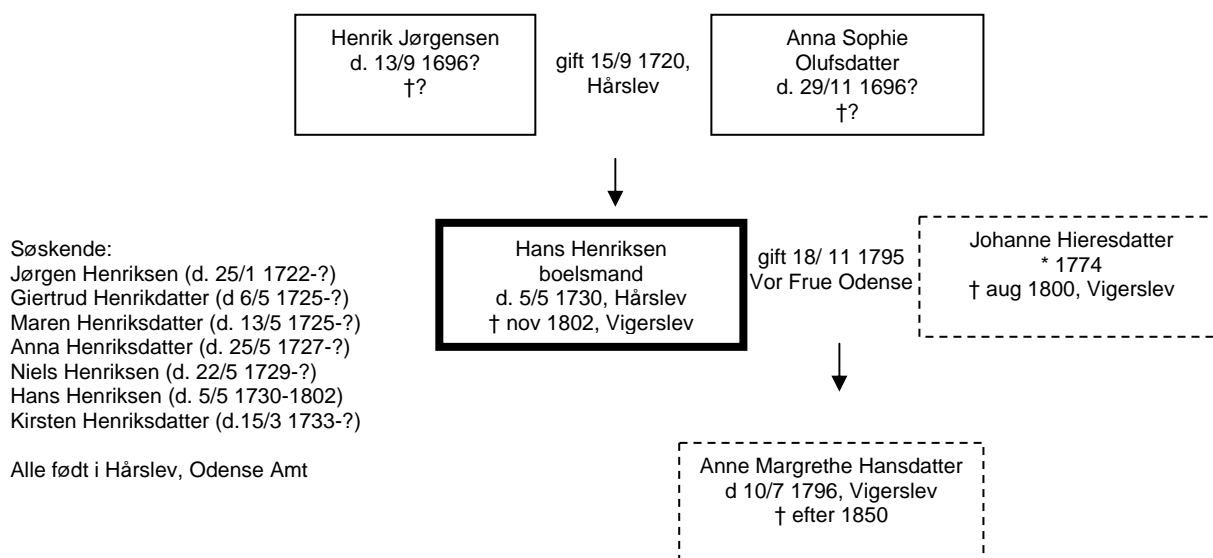 Henrik Jørgensen
d. 13/9 1696?
†?
gift 15/9 1720,
Hårslev
Anna Sophie
Olufsdatter
d. 29/11 1696?
†?
Søskende:
Jørgen Henriksen (d. 25/1 1722-?)
Giertrud Henrikdatter (d 6/5 1725-?)
Maren Henriksdatter (d. 13/5 1725-?)
Anna Henriksdatter (d. 25/5 1727-?)
Niels Henriksen (d. 22/5 1729-?)
Hans Henriksen (d. 5/5 1730-1802)
Kirsten Henriksdatter (d.15/3 1733-?)
Alle født i Hårslev, Odense Amt
Hans Henriksen
boelsmand
d. 5/5 1730, Hårslev
† nov 1802, Vigerslev
gift 18/ 11 1795
Vor Frue Odense
Johanne Hieresdatter
* 1774
† aug 1800, Vigerslev
Anne Margrethe Hansdatter
d 10/7 1796, Vigerslev
† efter 1850